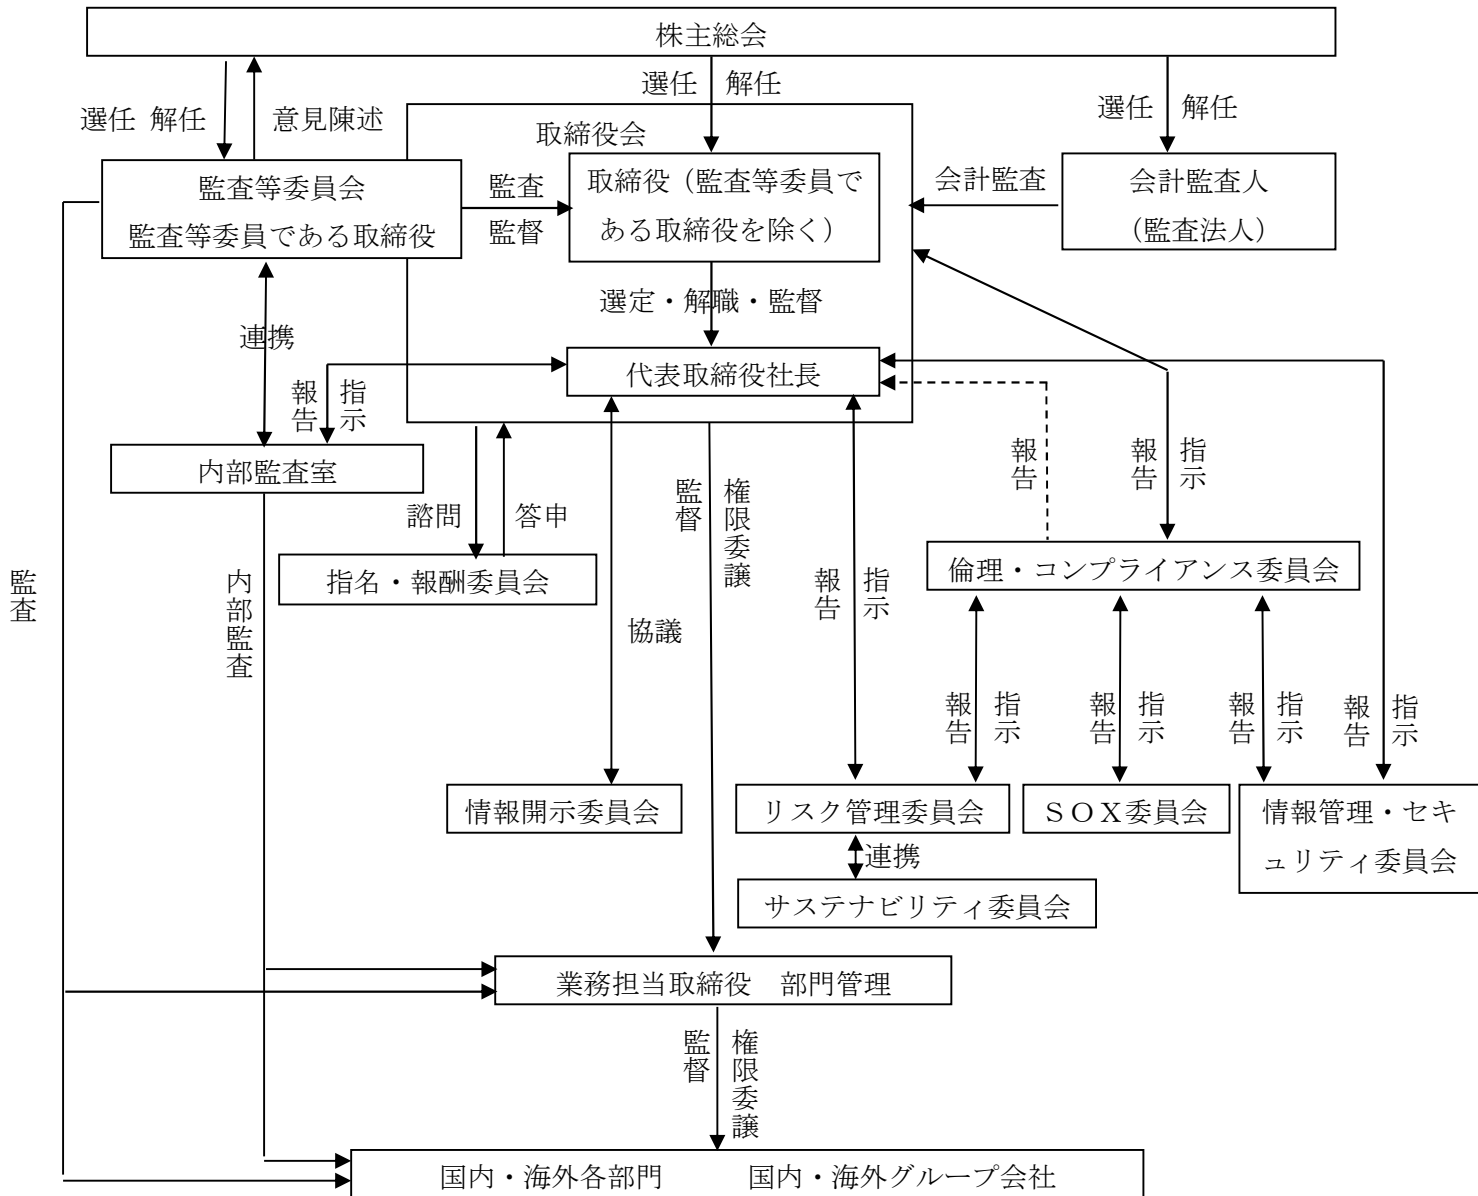 株主総会
選任 解任
意見陳述
選任 解任
選任 解任
取締役会
監査等委員会
監査等委員である取締役
監査
監督
取締役（監査等委員で
ある取締役を除く）
会計監査
会計監査人
（監査法人）
選定・解職・監督
連携
代表取締役社長
報告
指示
内部監査室
諮問
答申
監督
権限委譲
報告
報告
指示
指名・報酬委員会
倫理・コンプライアンス委員会
監査
内部監査
協議
報告
指示
報告
指示
報告
指示
報告
指示
報告
指示
情報開示委員会
リスク管理委員会
ＳＯＸ委員会
情報管理・セキ
ュリティ委員会
連携
サステナビリティ委員会
業務担当取締役　部門管理
監督
権限委譲
国内・海外各部門　　　国内・海外グループ会社